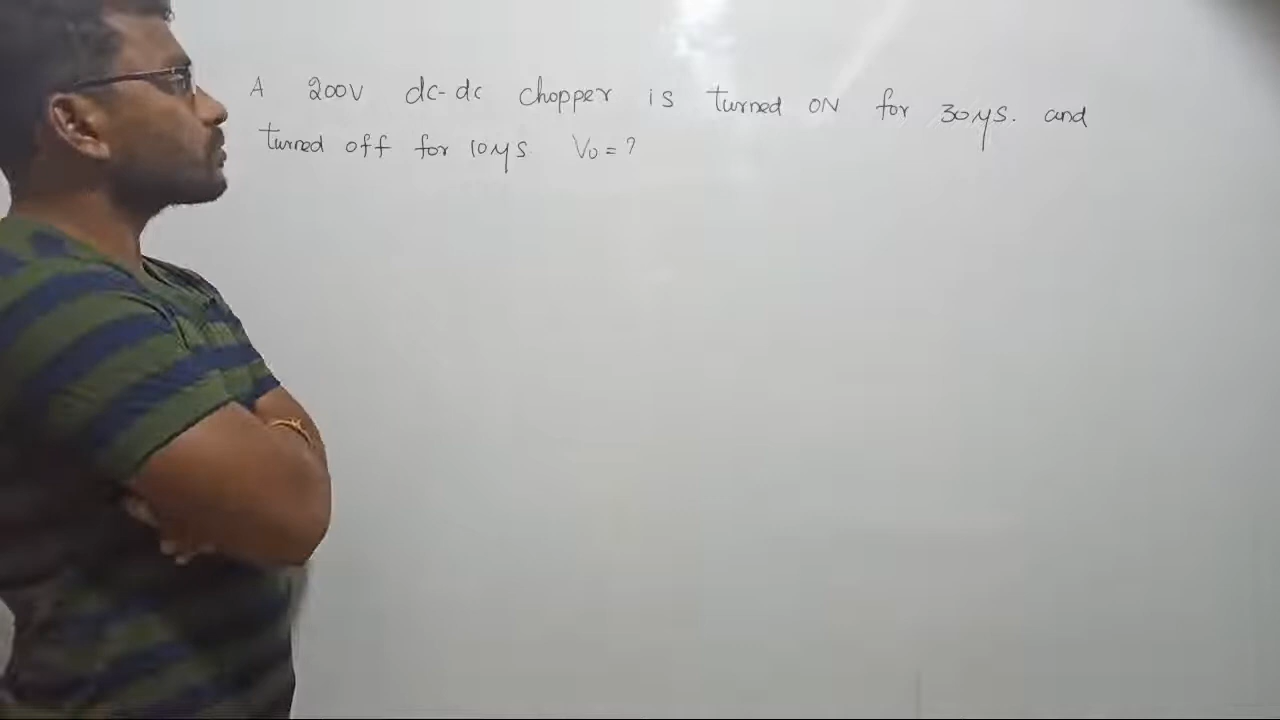 A 200V dc-dc chopper is turned ON for 30μs. and
turned off for 10μs. V0 = ?